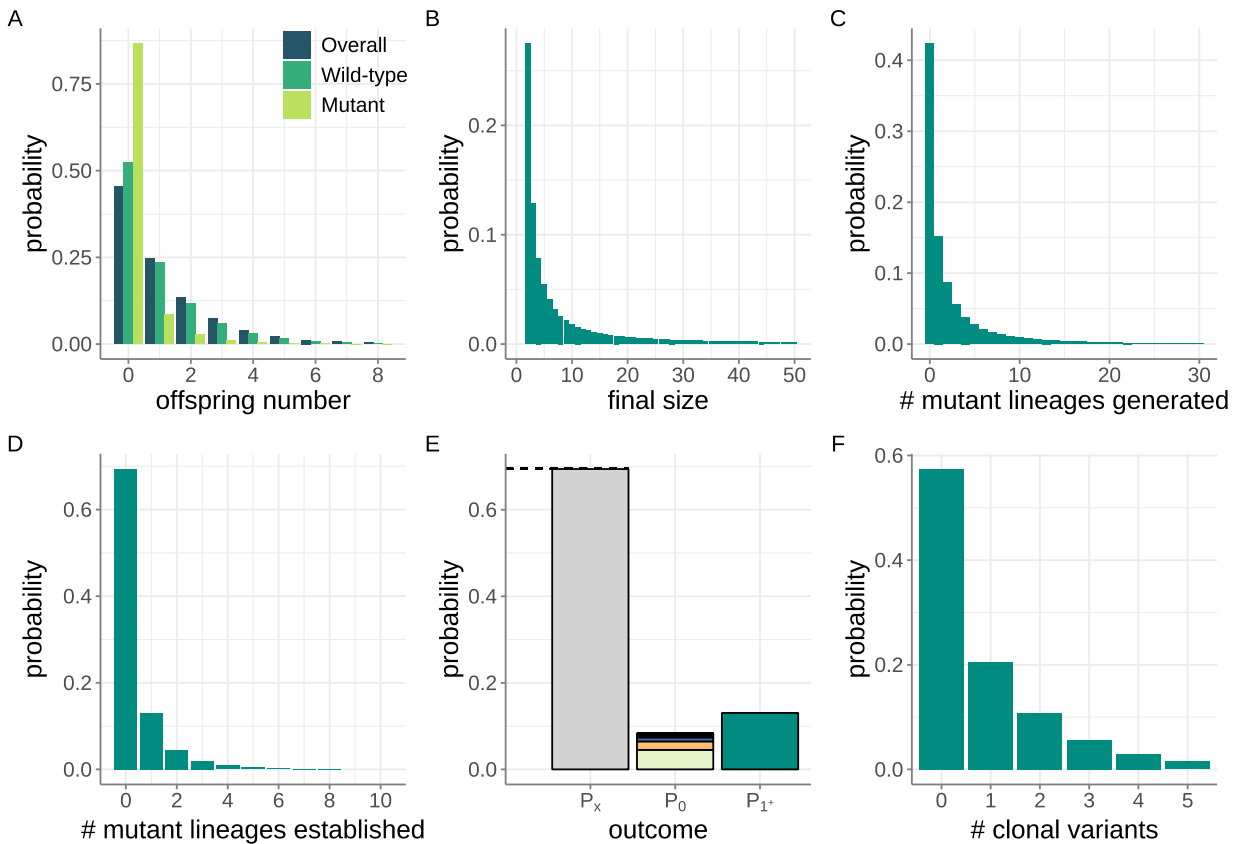 A
Overall
Wild-type
Mutant
probability
0.75
0.50
0.25
0.00
0 2 4 6 8
offspring number
B
probability
0.2
0.1
0.0
0 10 20 30 40 50
final size
C
probability
0.4
0.3
0.2
0.1
0.0
0 10 20 30
# mutant lineages generated
D
probability
0.6
0.4
0.2
0.0
0 2 4 6 8 10
# mutant lineages established
E
probability
0.6
0.4
0.2
0.0
Px P0 P1+
outcome
F
probability
0.6
0.4
0.2
0.0
0 1 2 3 4 5
# clonal variants